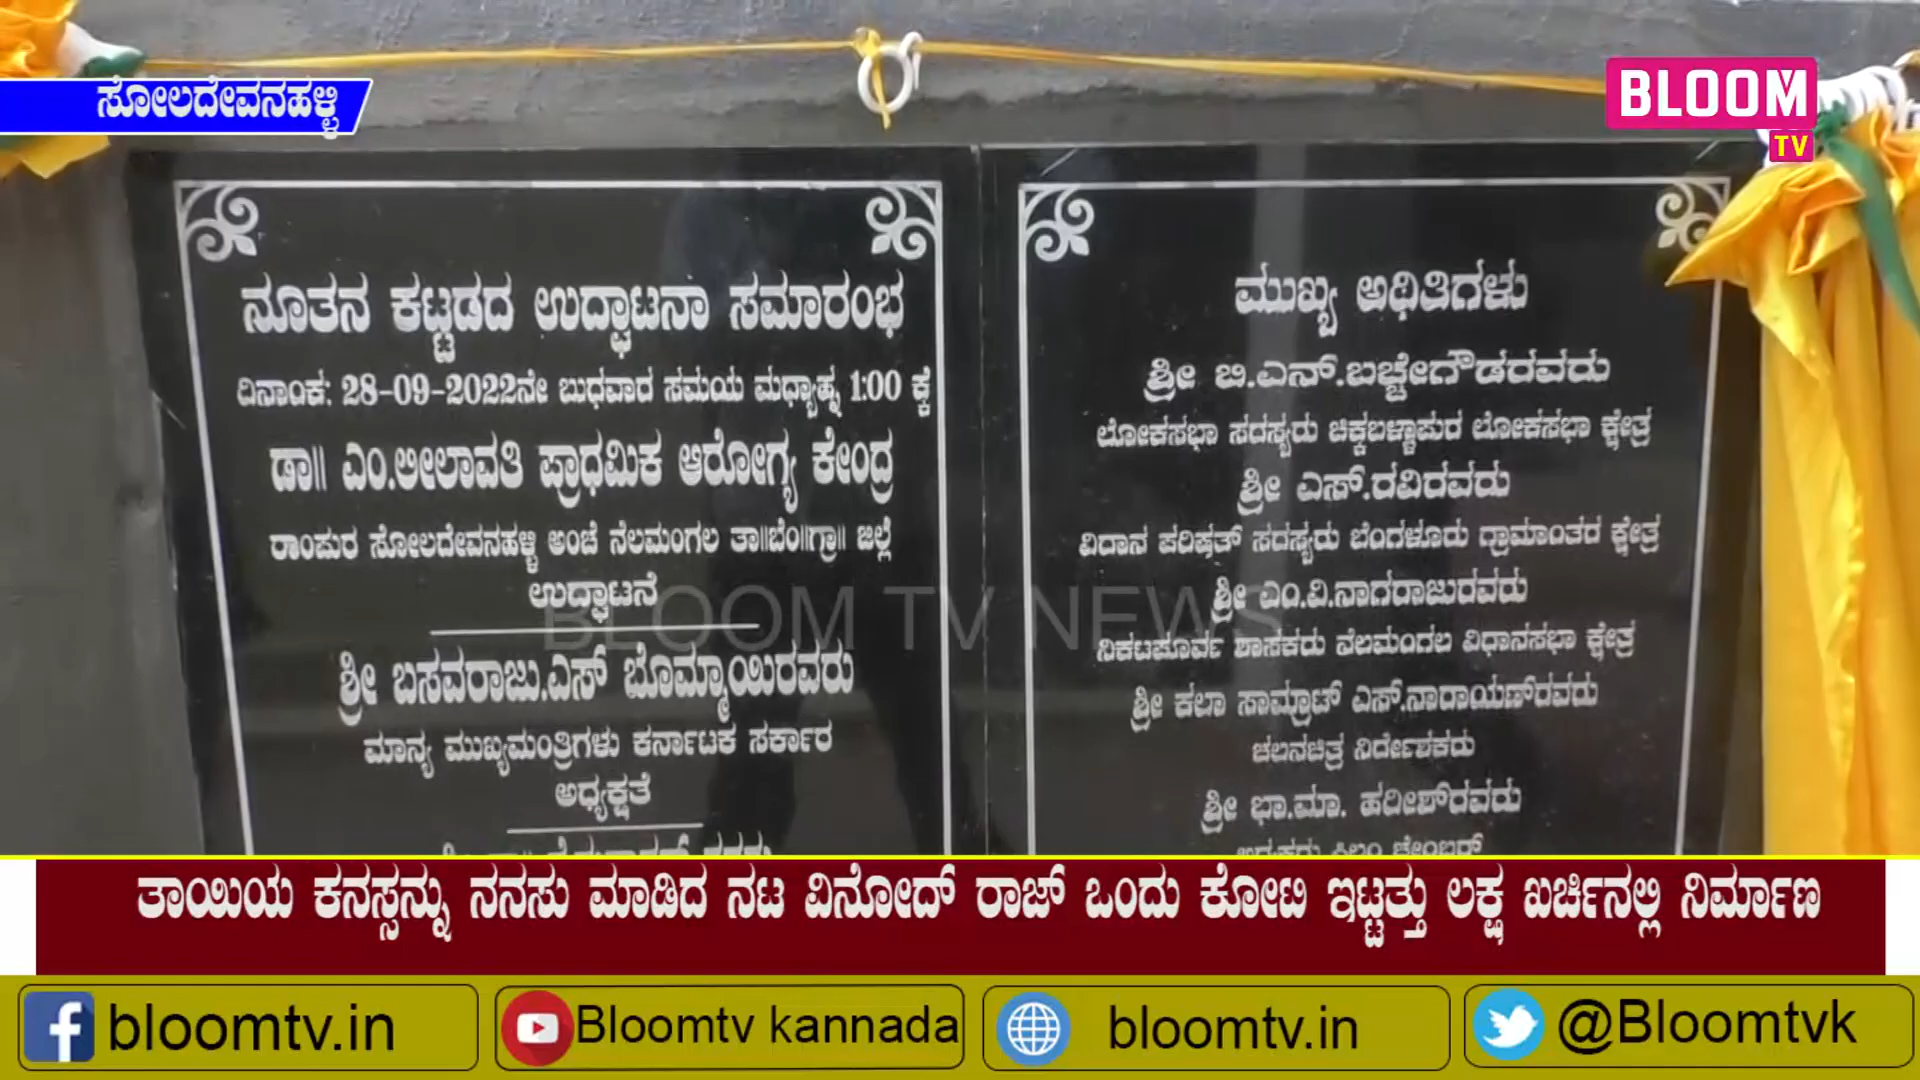 ಸೋಲದೇವನಹಳ್ಳಿ
BLOOM
TV
ನೂತನ ಕಟ್ಟಡದ ಉದ್ಘಾಟನಾ ಸಮಾರಂಭ
ದಿನಾಂಕ: 28-09-2022ನೇ ಬುಧವಾರ ಸಮಯ ಮಧ್ಯಾಹ್ನ 1:00 ಕ್ಕೆ
ಡಾ|| ಎಂ.ಲೀಲಾವತಿ ಪ್ರಾಥಮಿಕ ಆರೋಗ್ಯ ಕೇಂದ್ರ
ರಾಂಪುರ ಸೋಲದೇವನಹಳ್ಳಿ ಅಂಚೆ ನೆಲಮಂಗಲ ತಾ||ಬೆಂ||ಗ್ರಾ|| ಜಿಲ್ಲೆ
ಉದ್ಘಾಟನೆ
ಶ್ರೀ ಬಸವರಾಜು.ಎಸ್ ಬೊಮ್ಮಾಯಿರವರು
ಮಾನ್ಯ ಮುಖ್ಯಮಂತ್ರಿಗಳು ಕರ್ನಾಟಕ ಸರ್ಕಾರ
ಅಧ್ಯಕ್ಷತೆ
ಮುಖ್ಯ ಅಥಿತಿಗಳು
ಶ್ರೀ ಬಿ.ಎನ್.ಬಚ್ಚೇಗೌಡರವರು
ಲೋಕಸಭಾ ಸದಸ್ಯರು ಚಿಕ್ಕಬಳ್ಳಾಪುರ ಲೋಕಸಭಾ ಕ್ಷೇತ್ರ
ಶ್ರೀ ಎಸ್.ರವಿರವರು
ವಿದಾನ ಪರಿಷತ್ ಸದಸ್ಯರು ಬೆಂಗಳೂರು ಗ್ರಾಮಾಂತರ ಕ್ಷೇತ್ರ
ಶ್ರೀ ಎಂ.ವಿ.ನಾಗರಾಜುರವರು
ನಿಕಟಪೂರ್ವ ಶಾಸಕರು ನೆಲಮಂಗಲ ವಿಧಾನಸಭಾ ಕ್ಷೇತ್ರ
ಶ್ರೀ ಕಲಾ ಸಾಮ್ರಾಟ್ ಎಸ್.ನಾರಾಯಣ್‌ರವರು
ಚಲನಚಿತ್ರ ನಿರ್ದೇಶಕರು
ಶ್ರೀ ಭಾ.ಮಾ. ಹರೀಶ್‌ರವರು
BLOOM TV NEWS
ತಾಯಿಯ ಕನಸ್ಸನ್ನು ನನಸು ಮಾಡಿದ ನಟ ವಿನೋದ್ ರಾಜ್ ಒಂದು ಕೋಟಿ ಇಟ್ಟತ್ತು ಲಕ್ಷ ಖರ್ಚಿನಲ್ಲಿ ನಿರ್ಮಾಣ
bloomtv.in
Bloomtv kannada
bloomtv.in
@Bloomtvk